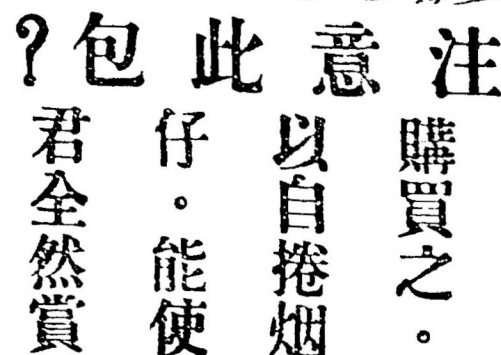 注意此包?
購買之。
以自捲烟
仔。能使
君全然賞